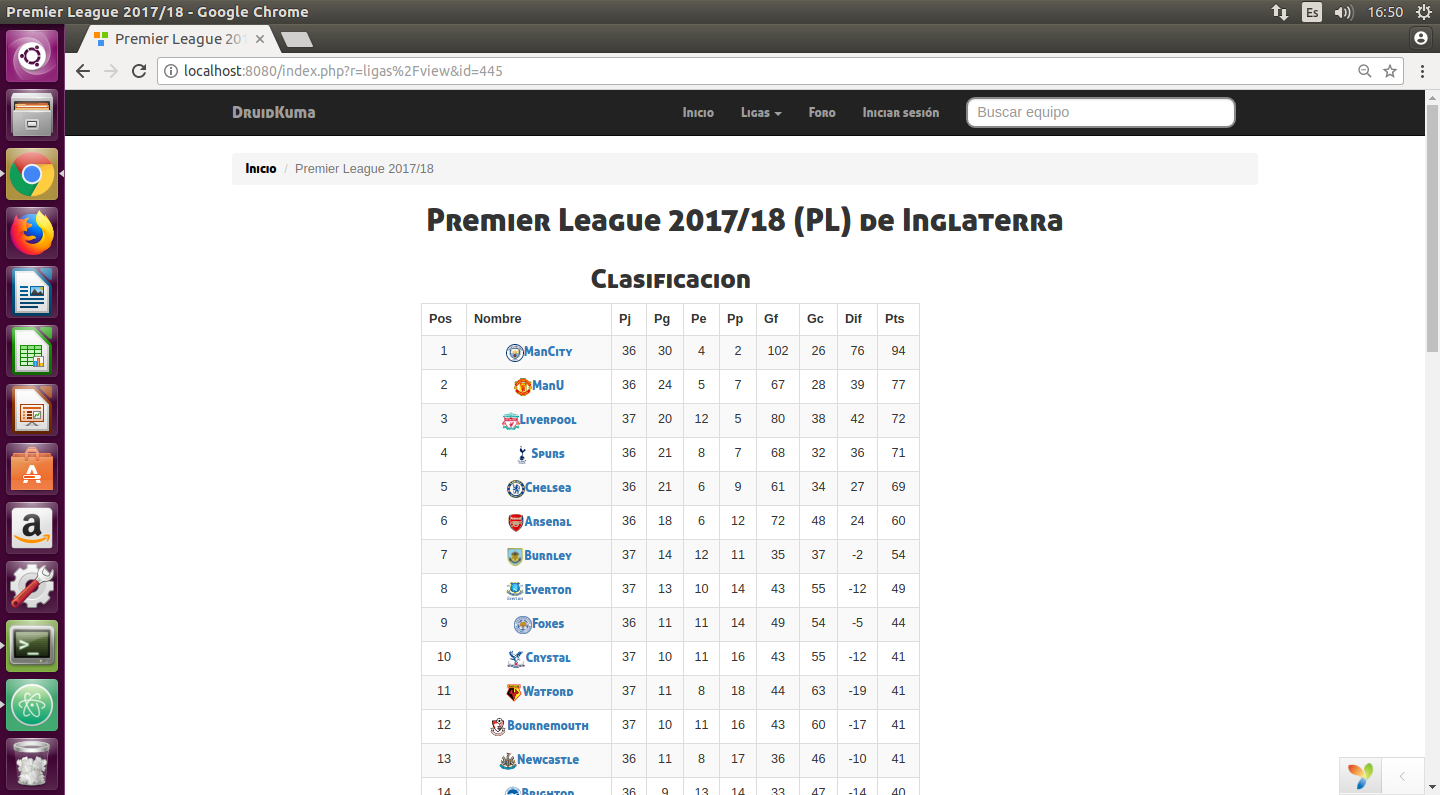 Premier League 2017/18 - Google Chrome
Es
16:50
Premier League 201
localhost:8080/index.php?r=ligas%2Fview&id=445
DruidKuma
Inicio
Ligas
Foro
Iniciar sesión
Buscar equipo
Inicio / Premier League 2017/18
Premier League 2017/18 (PL) de Inglaterra
Clasificacion
Pos Nombre Pj Pg Pe Pp Gf Gc Dif Pts
1 ManCity 36 30 4 2 102 26 76 94
2 ManU 36 24 5 7 67 28 39 77
3 Liverpool 37 20 12 5 80 38 42 72
4 Spurs 36 21 8 7 68 32 36 71
5 Chelsea 36 21 6 9 61 34 27 69
6 Arsenal 36 18 6 12 72 48 24 60
7 Burnley 37 14 12 11 35 37 -2 54
8 Everton 37 13 10 14 43 55 -12 49
9 Foxes 36 11 11 14 49 54 -5 44
10 Crystal 37 10 11 16 43 55 -12 41
11 Watford 37 11 8 18 44 63 -19 41
12 Bournemouth 37 10 11 16 43 60 -17 41
13 Newcastle 36 11 8 17 36 46 -10 41
14 Brighton 36 9 13 14 33 47 -14 40